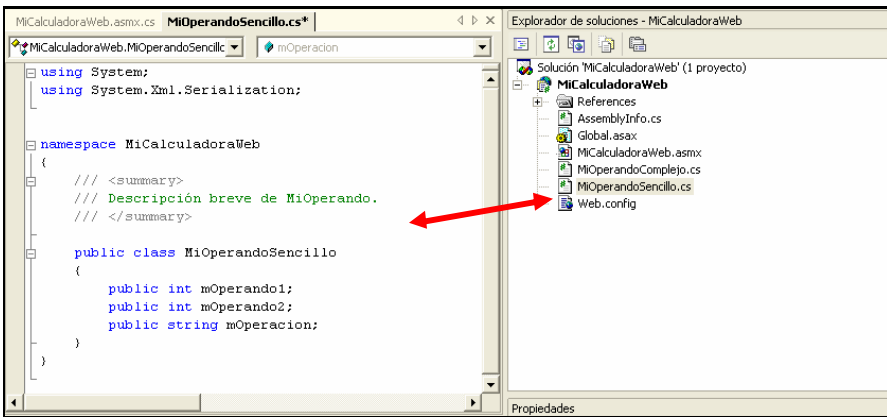 MiCalculadoraWeb.asmx.cs MiOperandoSencillo.cs*
MiCalculadoraWeb.MiOperandoSencillc mOperacion
using System;
using System.Xml.Serialization;
namespace MiCalculadoraWeb
{
/// <summary>
/// Descripción breve de MiOperando.
/// </summary>
public class MiOperandoSencillo
{
public int mOperando1;
public int mOperando2;
public string mOperacion;
}
}
Explorador de soluciones - MiCalculadoraWeb
Solución 'MiCalculadoraWeb' (1 proyecto)
MiCalculadoraWeb
References
AssemblyInfo.cs
Global.asax
MiCalculadoraWeb.asmx
MiOperandoComplejo.cs
MiOperandoSencillo.cs
Web.config
Propiedades